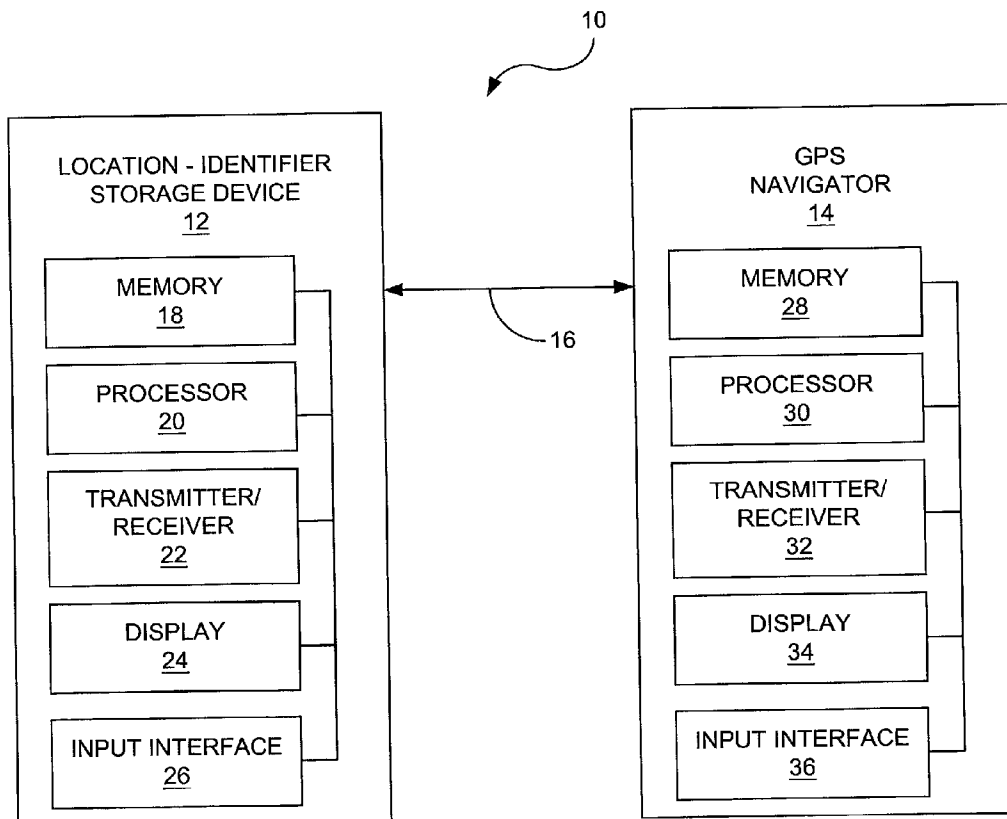 10
LOCATION - IDENTIFIER
STORAGE DEVICE
12
MEMORY
18
PROCESSOR
20
TRANSMITTER/
RECEIVER
22
DISPLAY
24
INPUT INTERFACE
26
16
GPS
NAVIGATOR
14
MEMORY
28
PROCESSOR
30
TRANSMITTER/
RECEIVER
32
DISPLAY
34
INPUT INTERFACE
36